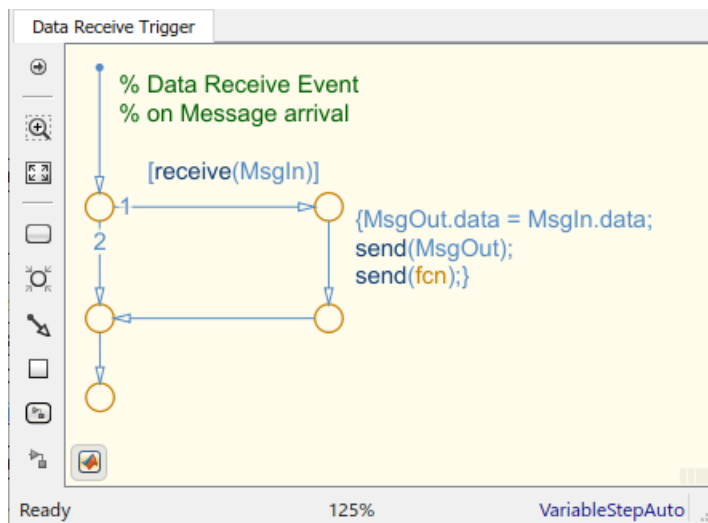 Data Receive Trigger
% Data Receive Event
% on Message arrival
[receive(MsgIn)]
1
2
{MsgOut.data = MsgIn.data;
send(MsgOut);
send(fcn);}
Ready
125%
VariableStepAuto